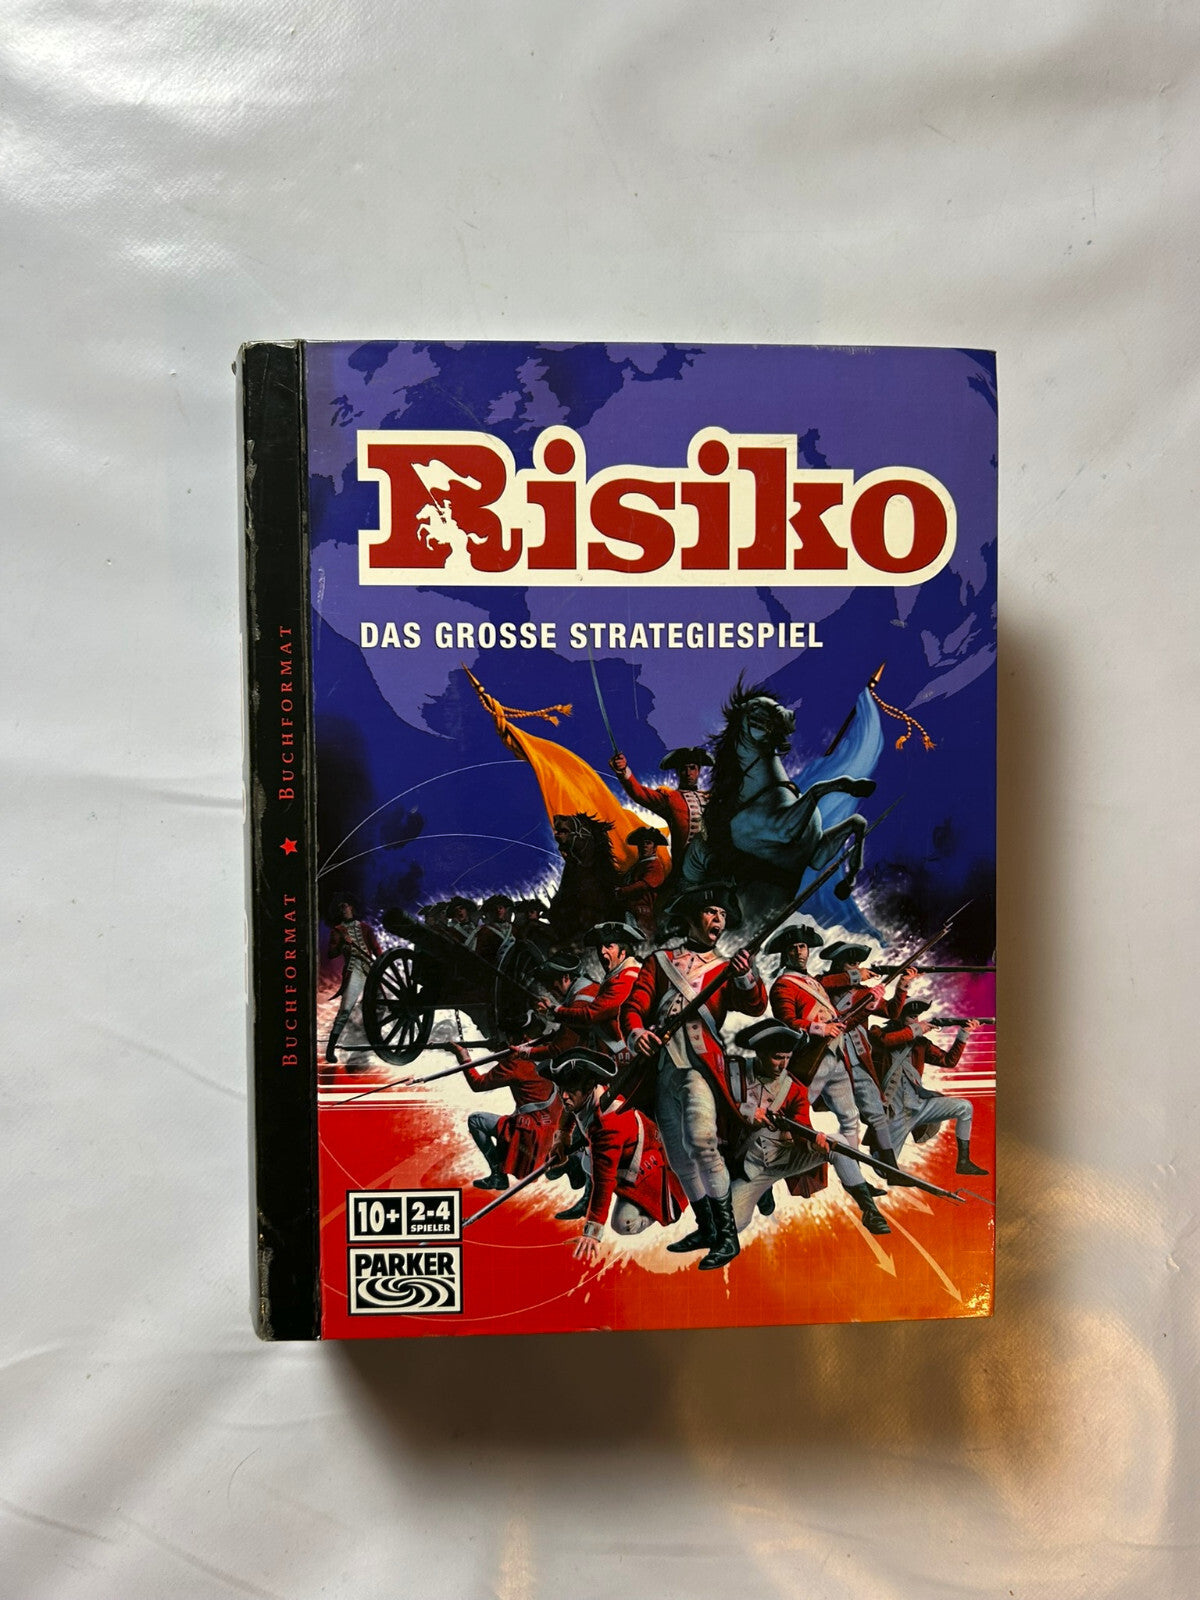 Risiko
DAS GROSSE STRATEGIESPIEL
BUCHFORMAT ★ BUCHFORMAT
10+
2-4
SPIELER
PARKER